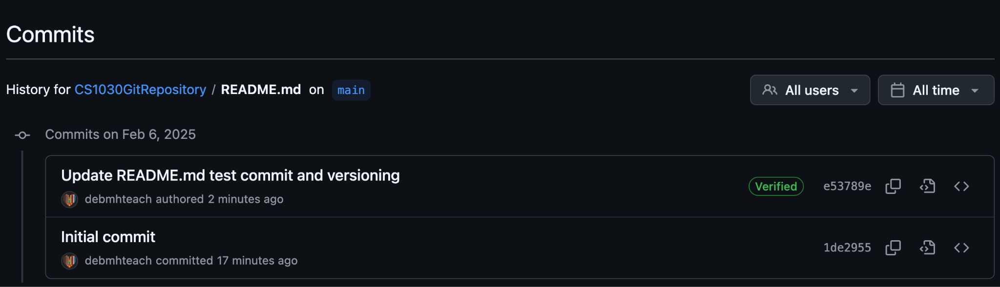 Commits
History for CS1030GitRepository / README.md on main
All users
All time
Commits on Feb 6, 2025
Update README.md test commit and versioning
debmhteach authored 2 minutes ago
Verified
e53789e
Initial commit
debmhteach committed 17 minutes ago
1de2955